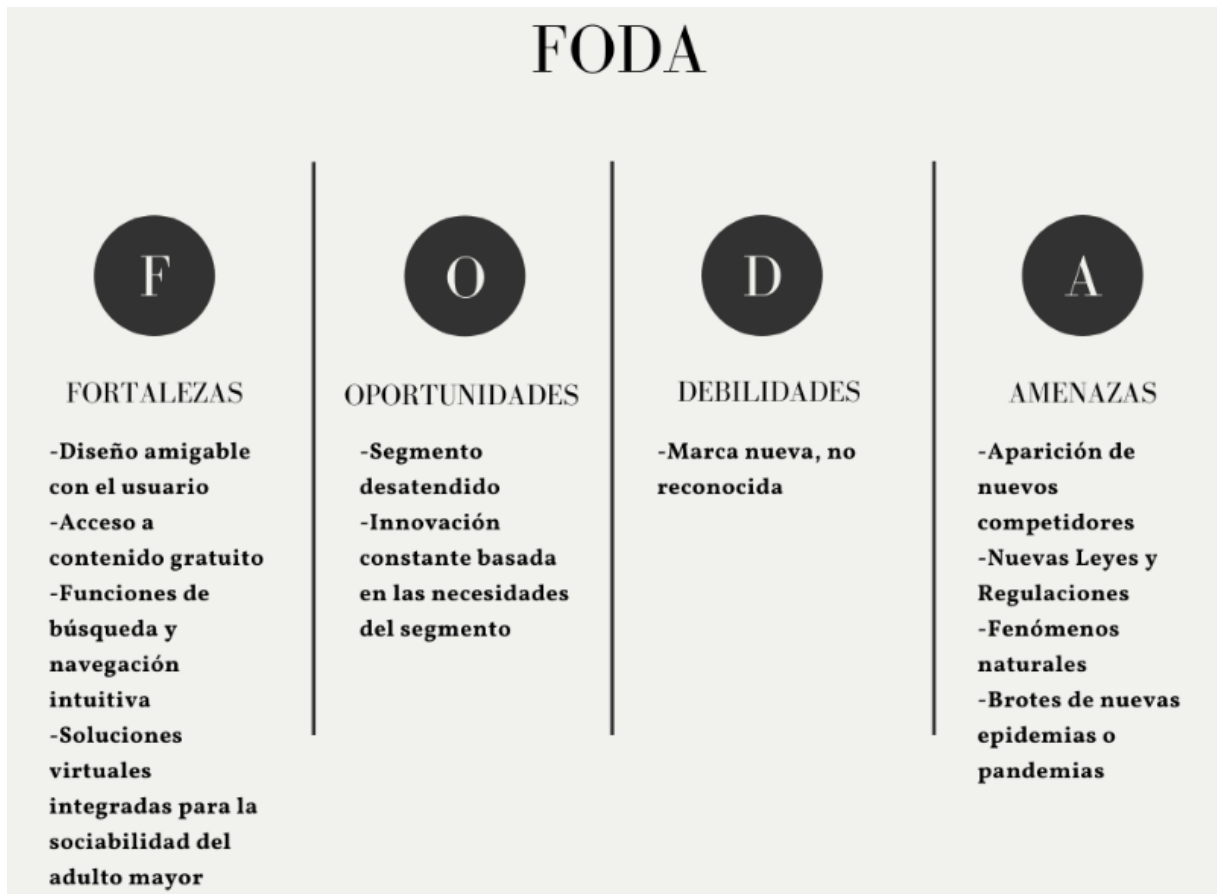 FODA
F
FORTALEZAS
-Diseño amigable
con el usuario
-Acceso a
contenido gratuito
-Funciones de
búsqueda y
navegación
intuitiva
-Soluciones
virtuales
integradas para la
sociabilidad del
adulto mayor
O
OPORTUNIDADES
-Segmento
desatendido
-Innovación
constante basada
en las necesidades
del segmento
D
DEBILIDADES
-Marca nueva, no
reconocida
A
AMENAZAS
-Aparición de
nuevos
competidores
-Nuevas Leyes y
Regulaciones
-Fenómenos
naturales
-Brotes de nuevas
epidemias o
pandemias